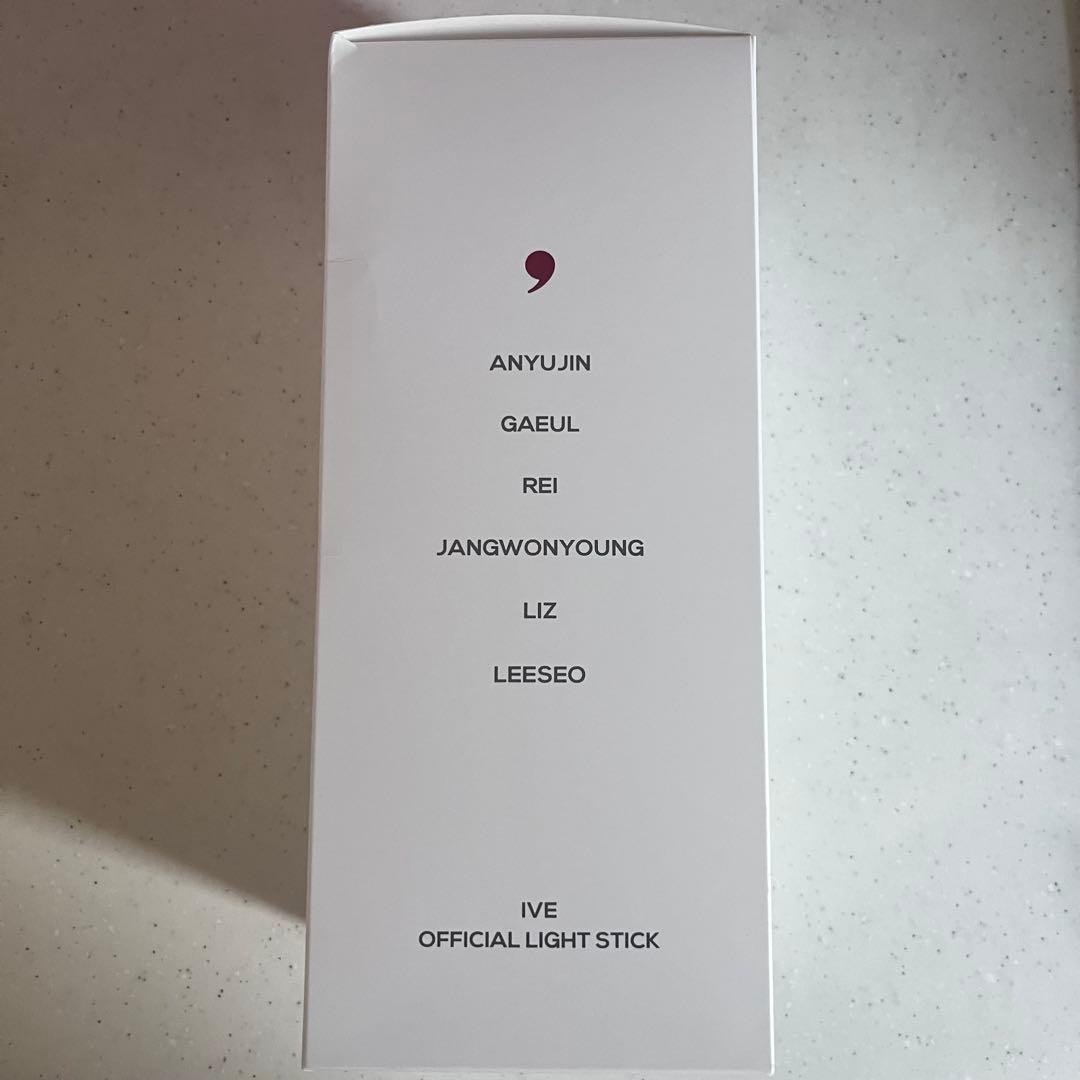 ,
ANYUJIN
GAEUL
REI
JANGWONYOUNG
LIZ
LEESEO
IVE
OFFICIAL LIGHT STICK